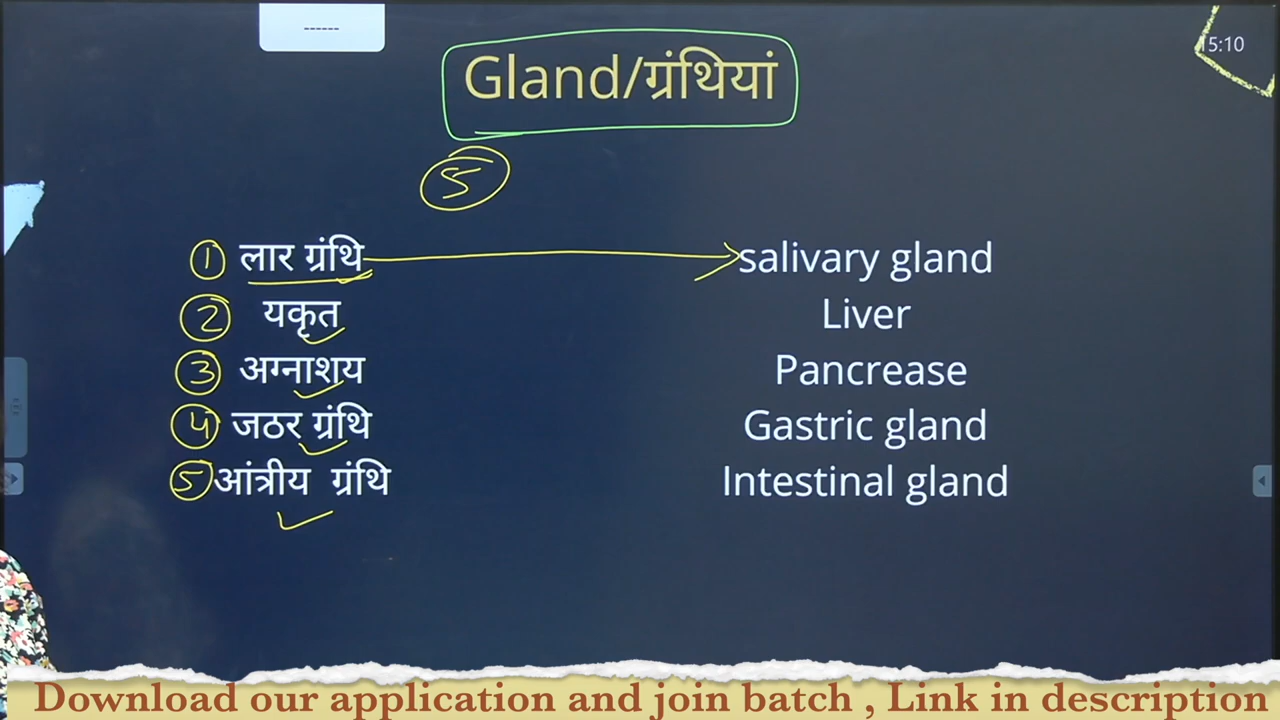 ------
15:10
Gland/ग्रंथियां
5
1 लार ग्रंथि salivary gland
2 यकृत Liver
3 अग्नाशय Pancrease
4 जठर ग्रंथि Gastric gland
5 आंत्रीय ग्रंथि Intestinal gland
Download our application and join batch , Link in description